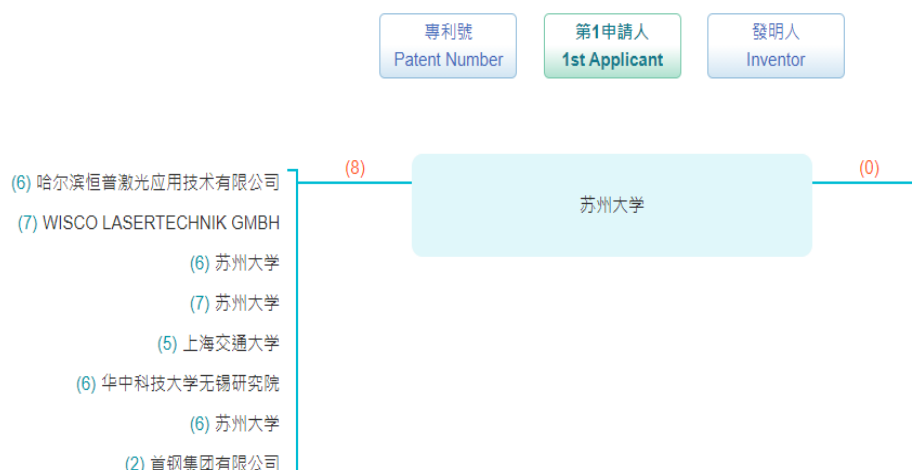 專利號
Patent Number
第1申請人
1st Applicant
發明人
Inventor
(8)
苏州大学
(0)
(6) 哈尔滨恒普激光应用技术有限公司
(7) WISCO LASERTECHNIK GMBH
(6) 苏州大学
(7) 苏州大学
(5) 上海交通大学
(6) 华中科技大学无锡研究院
(6) 苏州大学
(2) 首钢集团有限公司